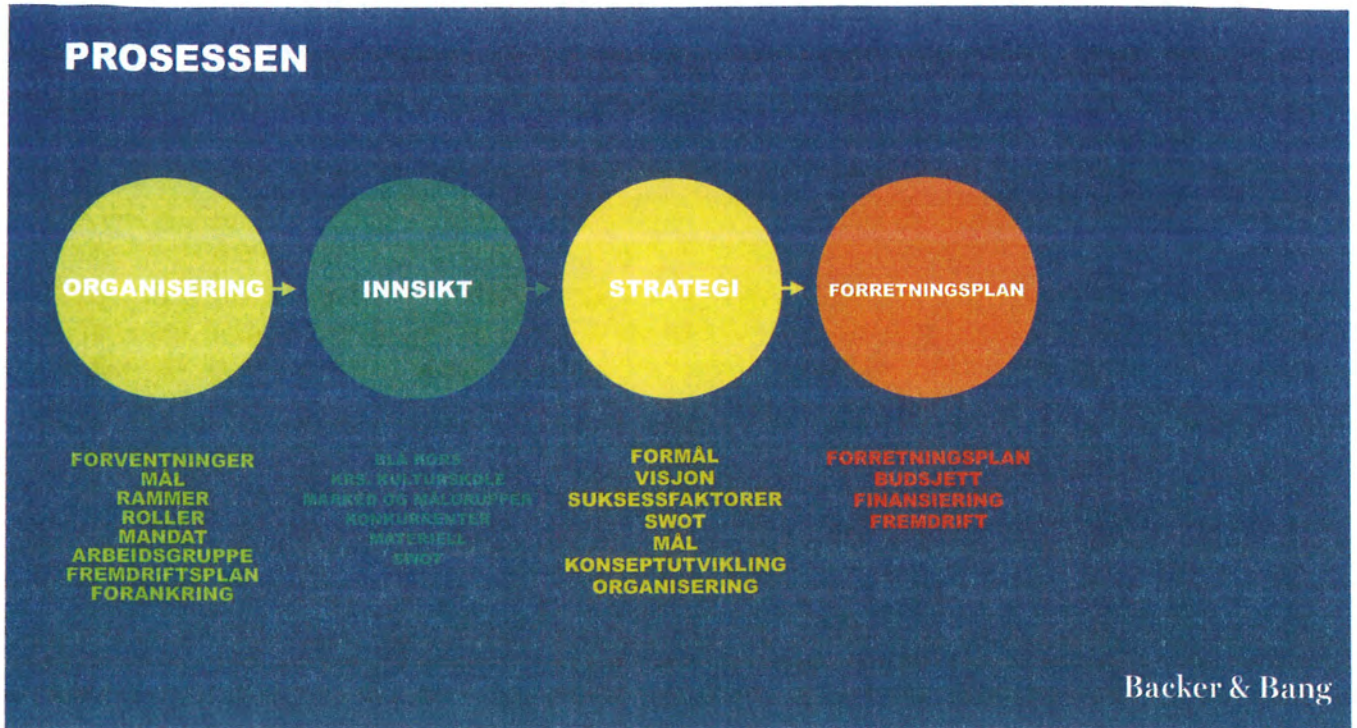 PROSESSEN
ORGANISERING
INNSIKT
STRATEGI
FORRETNINGSPLAN
FORVENTNINGER
MÅL
RAMMER
ROLLER
MANDAT
ARBEIDSGRUPPE
FREMDRIFTSPLAN
FORANKRING
BLÅ KORS
KRS. KULTURSKOLE
MARKED OG MÅLGRUPPER
KONKURRENTER
MATERIELL
SWOT
FORMÅL
VISJON
SUKSESSFAKTORER
SWOT
MÅL
KONSEPTUTVIKLING
ORGANISERING
FORRETNINGSPLAN
BUDSJETT
FINANSIERING
FREMDRIFT
Backer & Bang